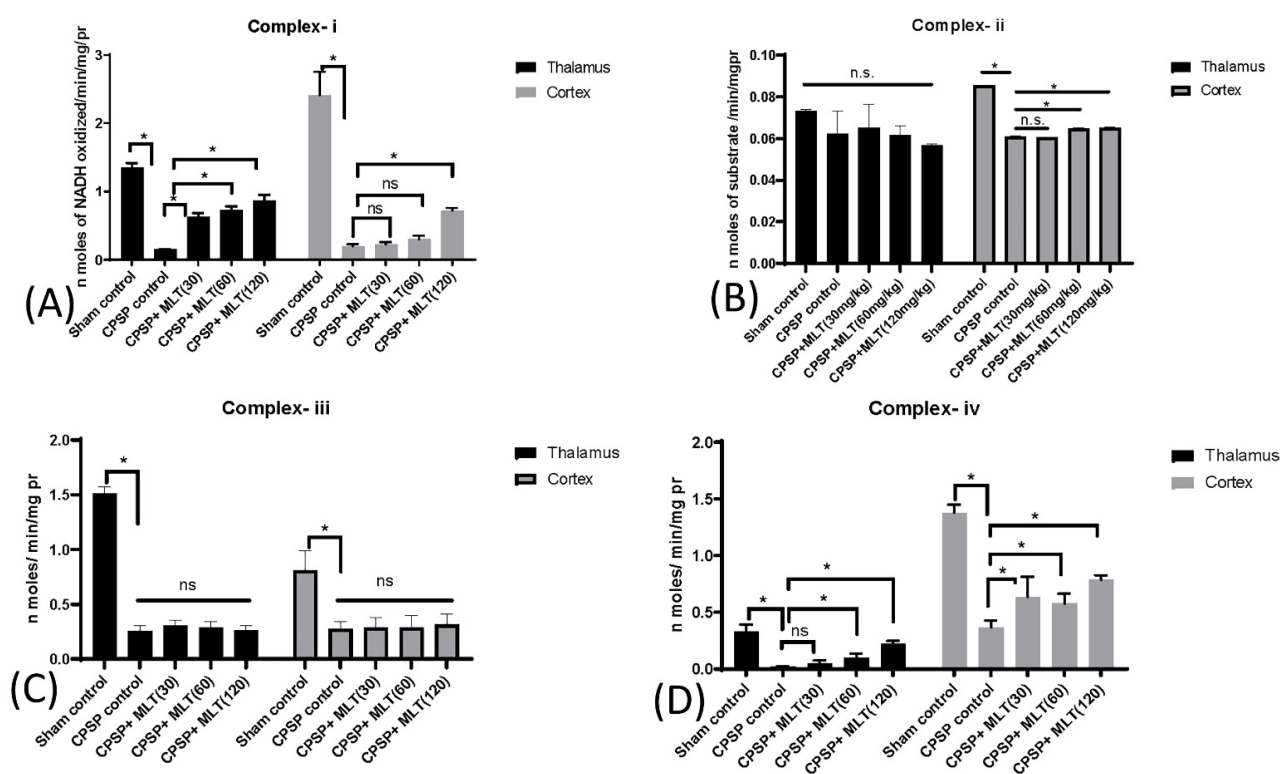 Complex- i
n moles of NADH oxidized/min/mg/pr
3
2
1
0
*
*
*
*
*
ns
ns
*
Thalamus
Cortex
Sham control
CPSP control
CPSP+ MLT(30)
CPSP+ MLT(60)
CPSP+ MLT(120)
Sham control
CPSP control
CPSP+ MLT(30)
CPSP+ MLT(60)
CPSP+ MLT(120)
(A)
Complex- ii
n moles of substrate /min/mgpr
0.10
0.08
0.06
0.04
0.02
0.00
n.s.
*
*
*
n.s.
Thalamus
Cortex
Sham control
CPSP control
CPSP+MLT(30mg/kg)
CPSP+MLT(60mg/kg)
CPSP+MLT(120mg/kg)
Sham control
CPSP control
CPSP+MLT(30mg/kg)
CPSP+MLT(60mg/kg)
CPSP+MLT(120mg/kg)
(B)
Complex- iii
n moles/ min/mg pr
2.0
1.5
1.0
0.5
0.0
*
ns
*
ns
Thalamus
Cortex
Sham control
CPSP control
CPSP+ MLT(30)
CPSP+ MLT(60)
CPSP+ MLT(120)
Sham control
CPSP control
CPSP+ MLT(30)
CPSP+ MLT(60)
CPSP+ MLT(120)
(C)
Complex- iv
n moles/ min/mg pr
2.0
1.5
1.0
0.5
0.0
*
ns
*
*
*
*
*
*
Thalamus
Cortex
Sham control
CPSP control
CPSP+ MLT(30)
CPSP+ MLT(60)
CPSP+ MLT(120)
Sham control
CPSP control
CPSP+ MLT(30)
CPSP+ MLT(60)
CPSP+ MLT(120)
(D)